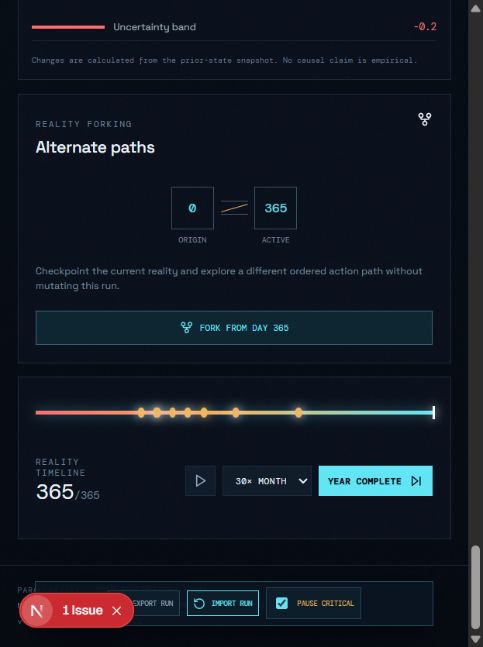 Uncertainty band -0.2
Changes are calculated from the prior-state snapshot. No causal claim is empirical.
REALITY FORKING
Alternate paths
0 365
ORIGIN ACTIVE
Checkpoint the current reality and explore a different ordered action path without
mutating this run.
FORK FROM DAY 365
REALITY
TIMELINE
365/365
30× MONTH
YEAR COMPLETE
1 Issue
EXPORT RUN
IMPORT RUN
PAUSE CRITICAL